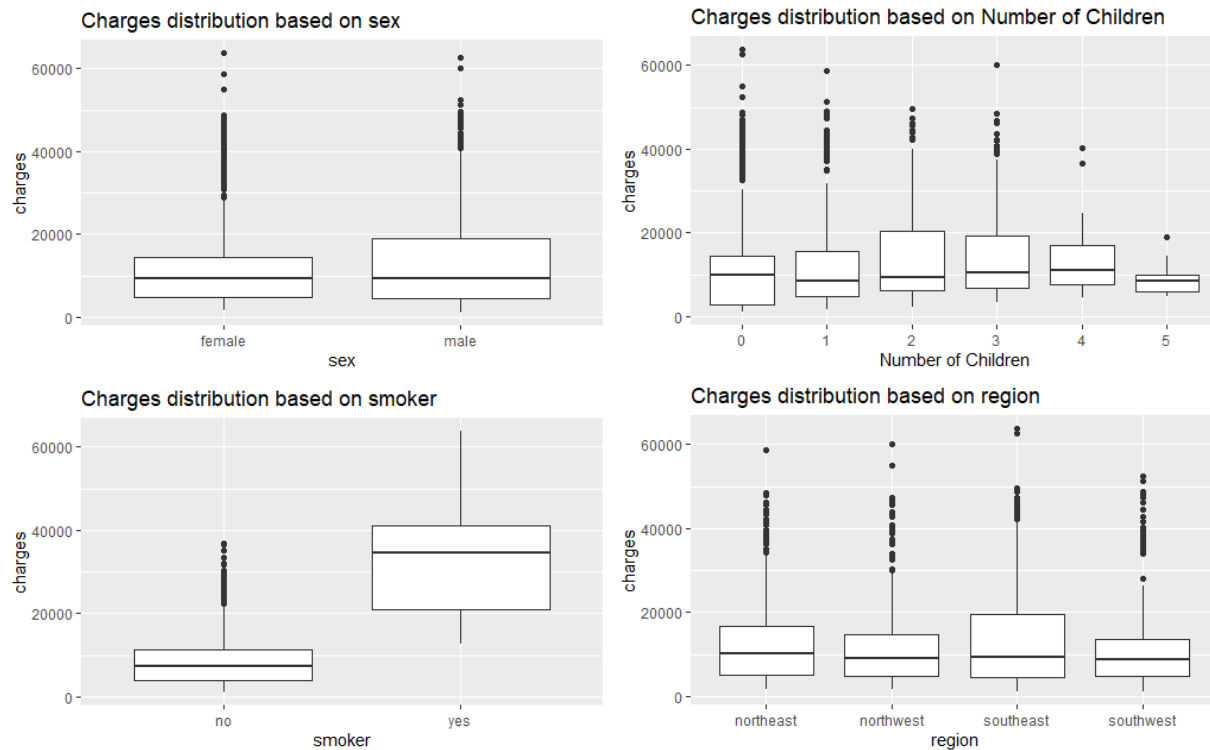 Charges distribution based on sex
60000
40000
20000
0
charges
female
male
sex
Charges distribution based on Number of Children
60000
40000
20000
0
charges
0
1
2
3
4
5
Number of Children
Charges distribution based on smoker
60000
40000
20000
0
charges
no
yes
smoker
Charges distribution based on region
60000
40000
20000
0
charges
northeast
northwest
southeast
southwest
region